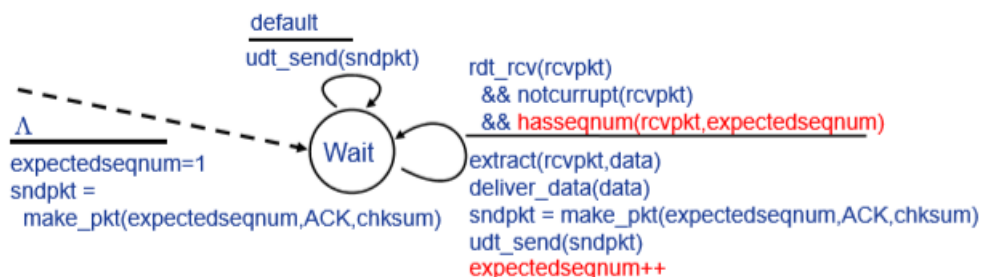 default
udt_send(sndpkt)
rdt_rcv(rcvpkt)
&& notcurrupt(rcvpkt)
&& hasseqnum(rcvpkt,expectedseqnum)
Λ
Wait
expectedseqnum=1
sndpkt =
make_pkt(expectedseqnum,ACK,chksum)
extract(rcvpkt,data)
deliver_data(data)
sndpkt = make_pkt(expectedseqnum,ACK,chksum)
udt_send(sndpkt)
expectedseqnum++